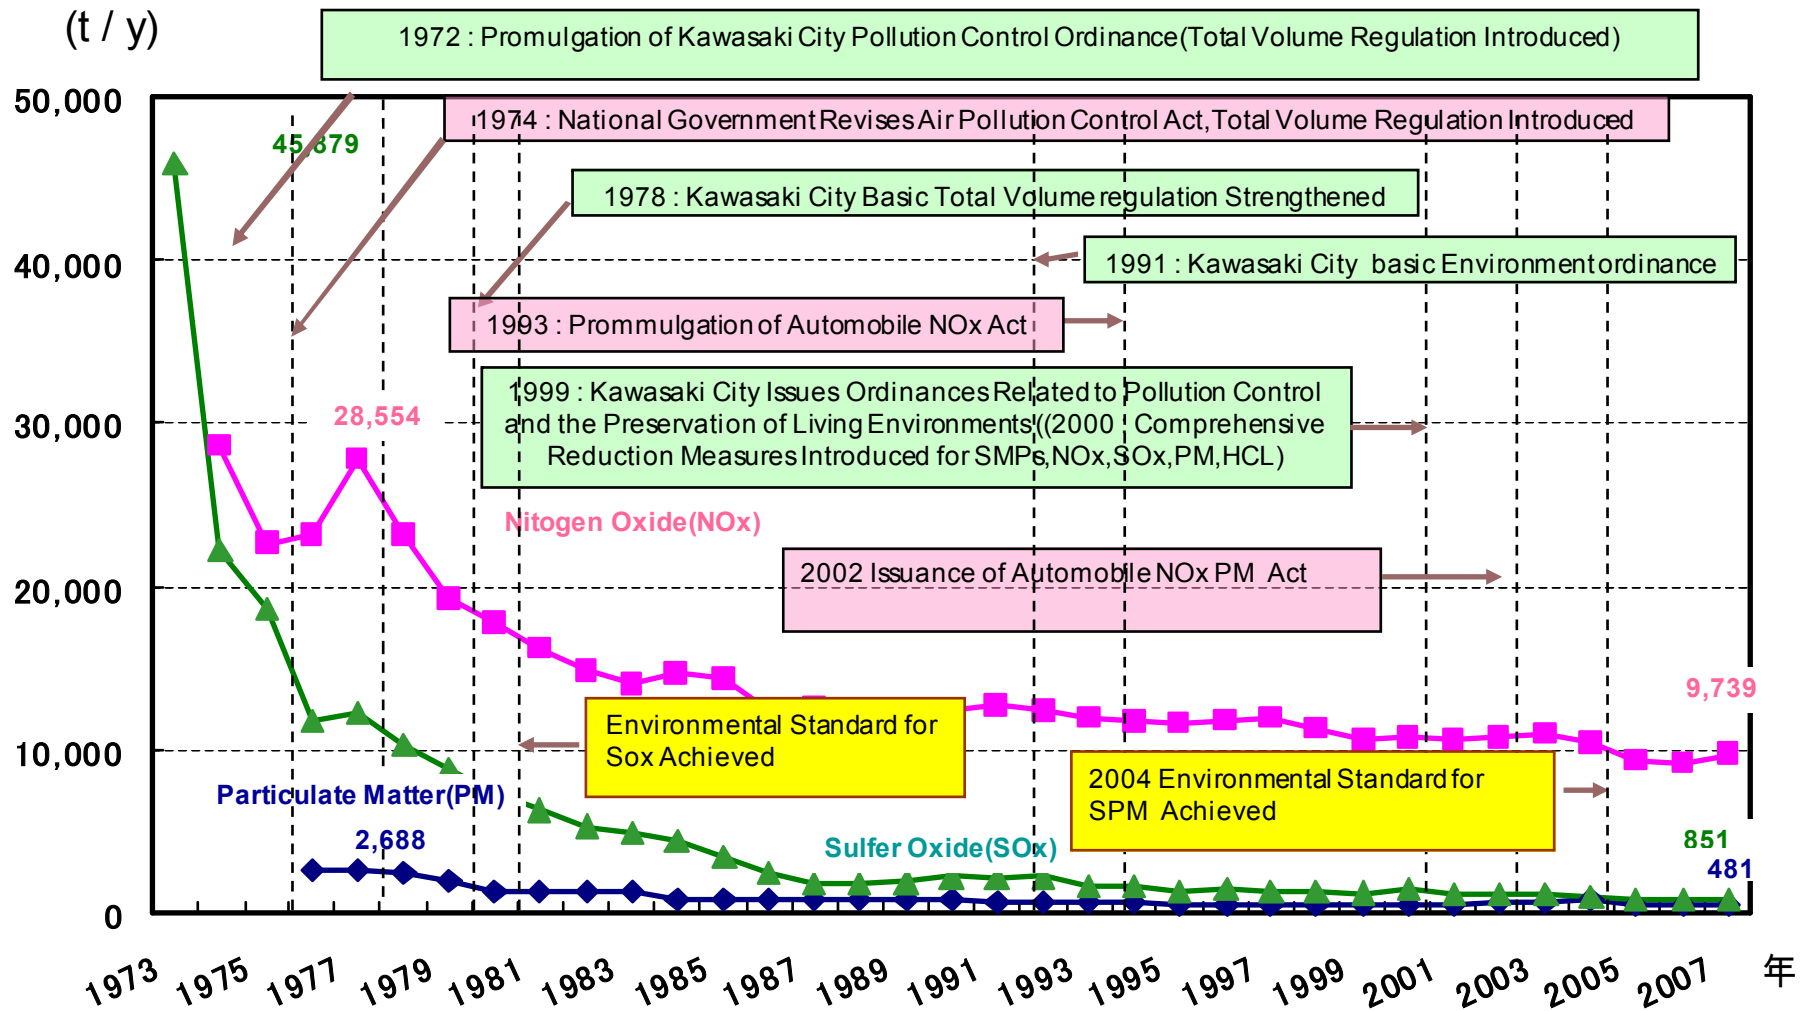 (t / y)
1972 : Promulgation of Kawasaki City Pollution Control Ordinance(Total Volume Regulation Introduced)
50,000
1974 : National Government Revises Air Pollution Control Act,Total Volume Regulation Introduced
45,879
1978 : Kawasaki City Basic Total Volume regulation Strengthened
40,000
1991 : Kawasaki City basic Environment ordinance
1993 : Prommulgation of Automobile NOx Act
1999 : Kawasaki City Issues Ordinances Related to Pollution Control
and the Preservation of Living Environments ((2000 : Comprehensive
Reduction Measures Introduced for SMPs,NOx,SOx,PM,HCL)
28,554
30,000
Nitogen Oxide(NOx)
2002 Issuance of Automobile NOx PM Act
20,000
9,739
Environmental Standard for
Sox Achieved
10,000
2004 Environmental Standard for
SPM Achieved
Particulate Matter(PM)
2,688
Sulfer Oxide(SOx)
851
481
0
1973
1975
1977
1979
1981
1983
1985
1987
1989
1991
1993
1995
1997
1999
2001
2003
2005
2007
年